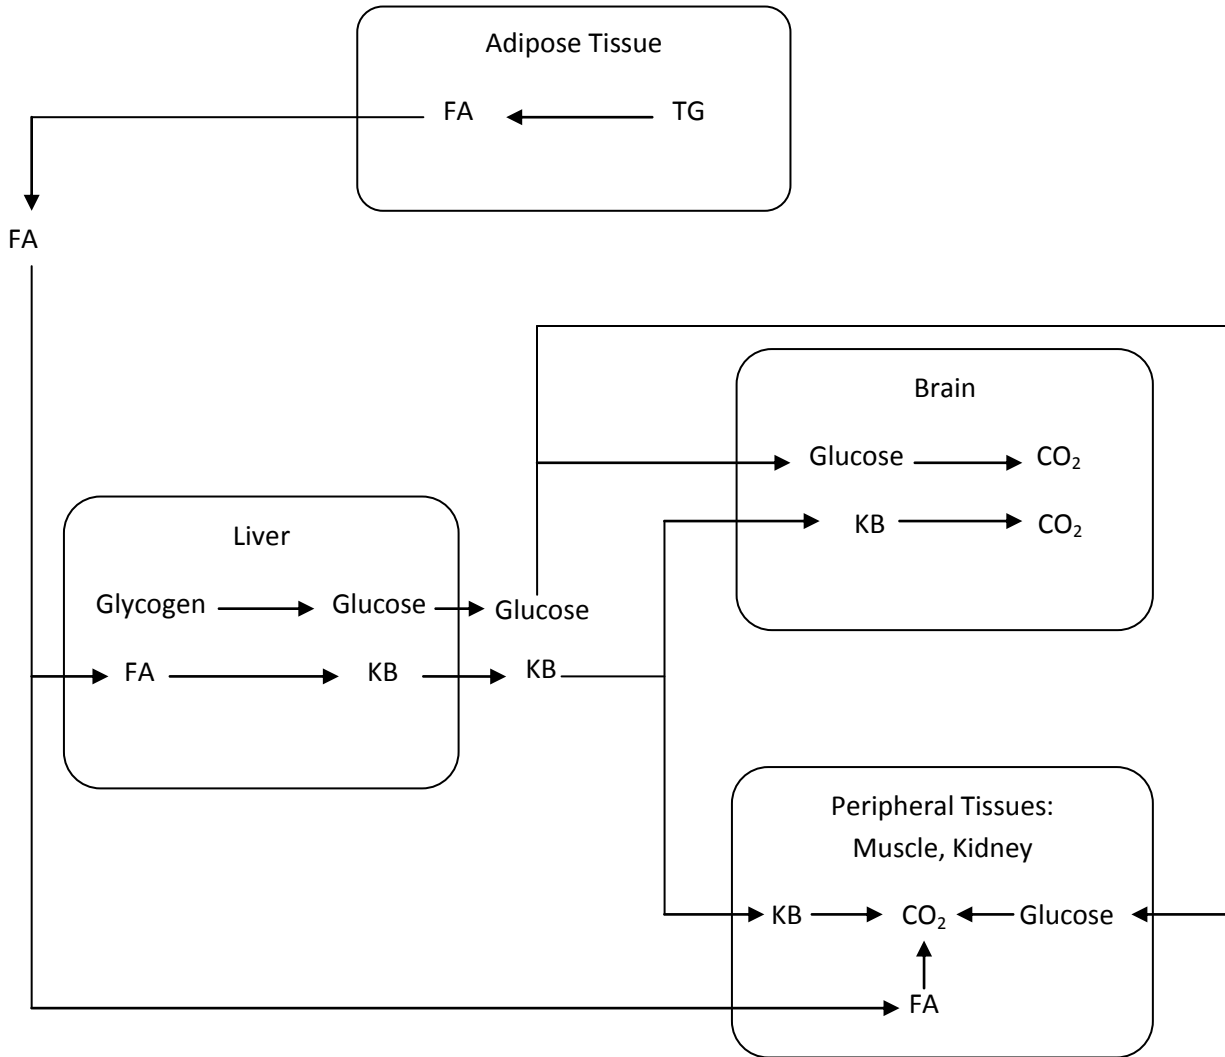 Adipose Tissue
FA
TG
FA
Brain
Glucose
CO₂
KB
CO₂
Liver
Glycogen
Glucose
Glucose
FA
KB
KB
Peripheral Tissues:
Muscle, Kidney
KB
CO₂
Glucose
FA